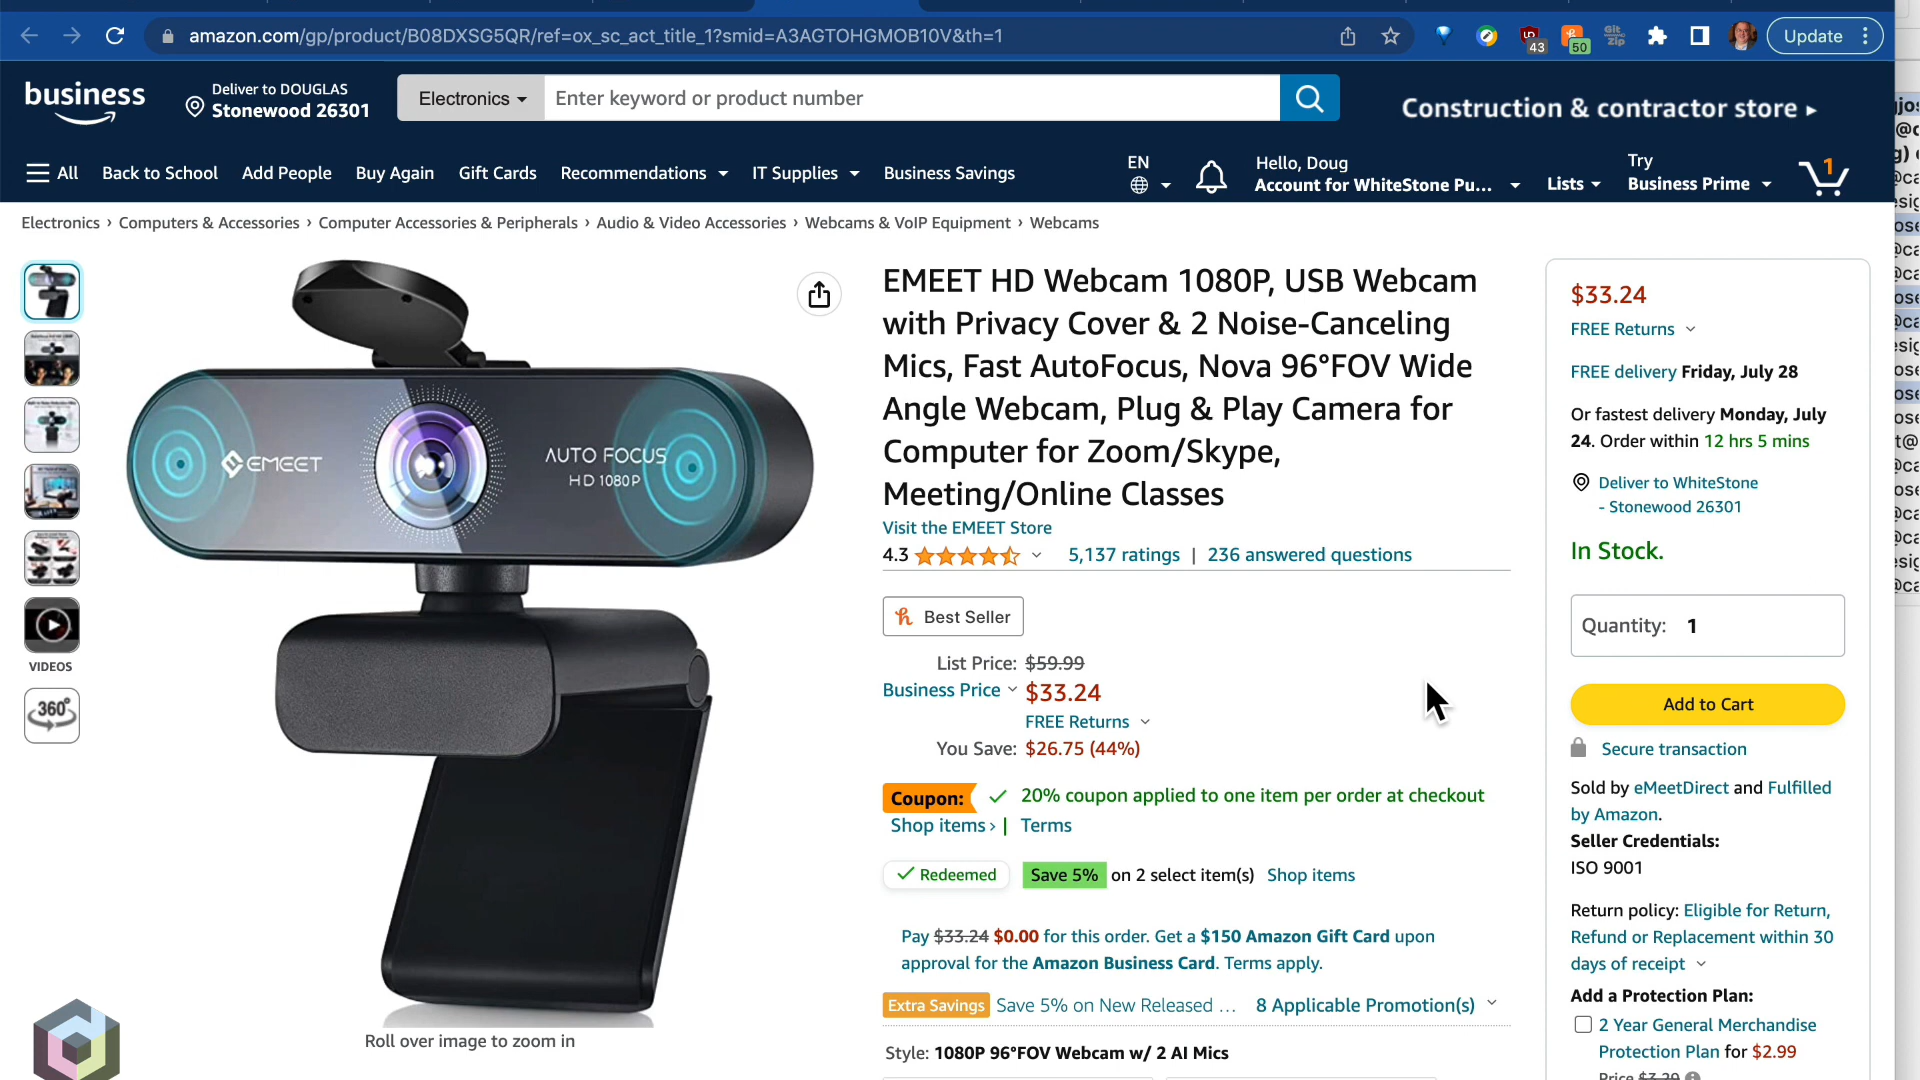 amazon.com/gp/product/B08DXSG5QR/ref=ox_sc_act_title_1?smid=A3AGTOHGMOB10V&th=1
43
50
Git
zip
Update
business
Deliver to DOUGLAS
Stonewood 26301
Electronics
Enter keyword or product number
Construction & contractor store ▸
All
Back to School
Add People
Buy Again
Gift Cards
Recommendations
IT Supplies
Business Savings
EN
Hello, Doug
Account for WhiteStone Pu...
Lists
Try
Business Prime
1
Electronics › Computers & Accessories › Computer Accessories & Peripherals › Audio & Video Accessories › Webcams & VoIP Equipment › Webcams
VIDEOS
360°
EMEET
AUTO FOCUS
HD 1080P
Roll over image to zoom in
EMEET HD Webcam 1080P, USB Webcam
with Privacy Cover & 2 Noise-Canceling
Mics, Fast AutoFocus, Nova 96°FOV Wide
Angle Webcam, Plug & Play Camera for
Computer for Zoom/Skype,
Meeting/Online Classes
Visit the EMEET Store
4.3
5,137 ratings | 236 answered questions
Best Seller
List Price: $59.99
Business Price $33.24
FREE Returns
You Save: $26.75 (44%)
Coupon: 20% coupon applied to one item per order at checkout
Shop items › | Terms
Redeemed Save 5% on 2 select item(s) Shop items
Pay $33.24 $0.00 for this order. Get a $150 Amazon Gift Card upon
approval for the Amazon Business Card. Terms apply.
Extra Savings Save 5% on New Released ... 8 Applicable Promotion(s)
Style: 1080P 96°FOV Webcam w/ 2 AI Mics
$33.24
FREE Returns
FREE delivery Friday, July 28
Or fastest delivery Monday, July
24. Order within 12 hrs 5 mins
Deliver to WhiteStone
- Stonewood 26301
In Stock.
Quantity: 1
Add to Cart
Secure transaction
Sold by eMeetDirect and Fulfilled
by Amazon.
Seller Credentials:
ISO 9001
Return policy: Eligible for Return,
Refund or Replacement within 30
days of receipt
Add a Protection Plan:
2 Year General Merchandise
Protection Plan for $2.99
Price $3.29